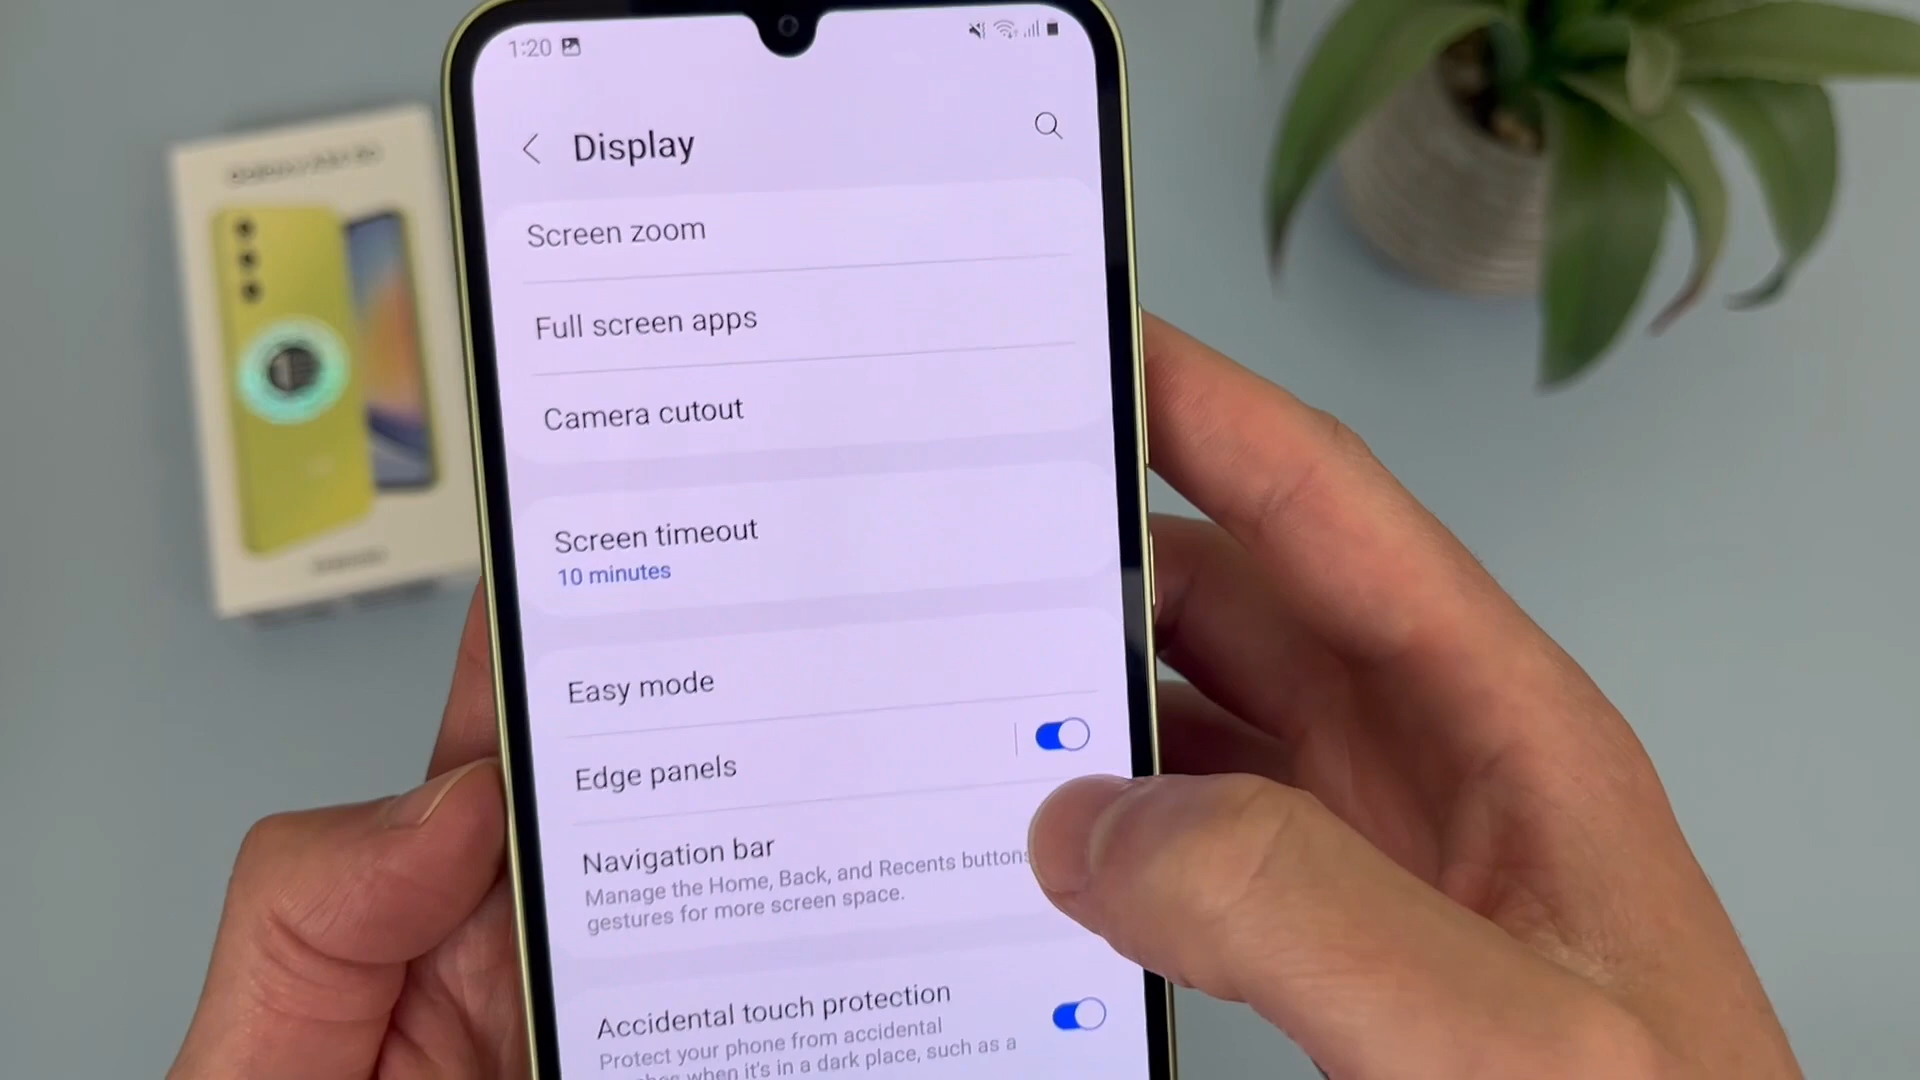 1:20
Display
Screen zoom
Full screen apps
Camera cutout
Screen timeout
10 minutes
Easy mode
Edge panels
Navigation bar
Manage the Home, Back, and Recents buttons
gestures for more screen space.
Accidental touch protection
Protect your phone from accidental
when it's in a dark place, such as a